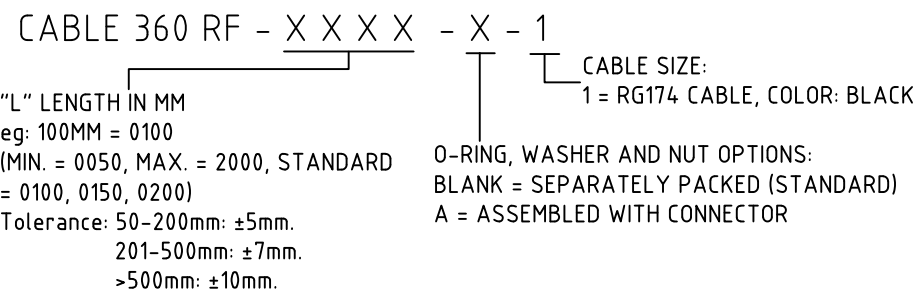 CABLE 360 RF - X X X X - X - 1
CABLE SIZE:
1 = RG174 CABLE, COLOR: BLACK
"L" LENGTH IN MM
eg: 100MM = 0100
(MIN. = 0050, MAX. = 2000, STANDARD
= 0100, 0150, 0200)
Tolerance: 50-200mm: ±5mm.
201-500mm: ±7mm.
>500mm: ±10mm.
O-RING, WASHER AND NUT OPTIONS:
BLANK = SEPARATELY PACKED (STANDARD)
A = ASSEMBLED WITH CONNECTOR